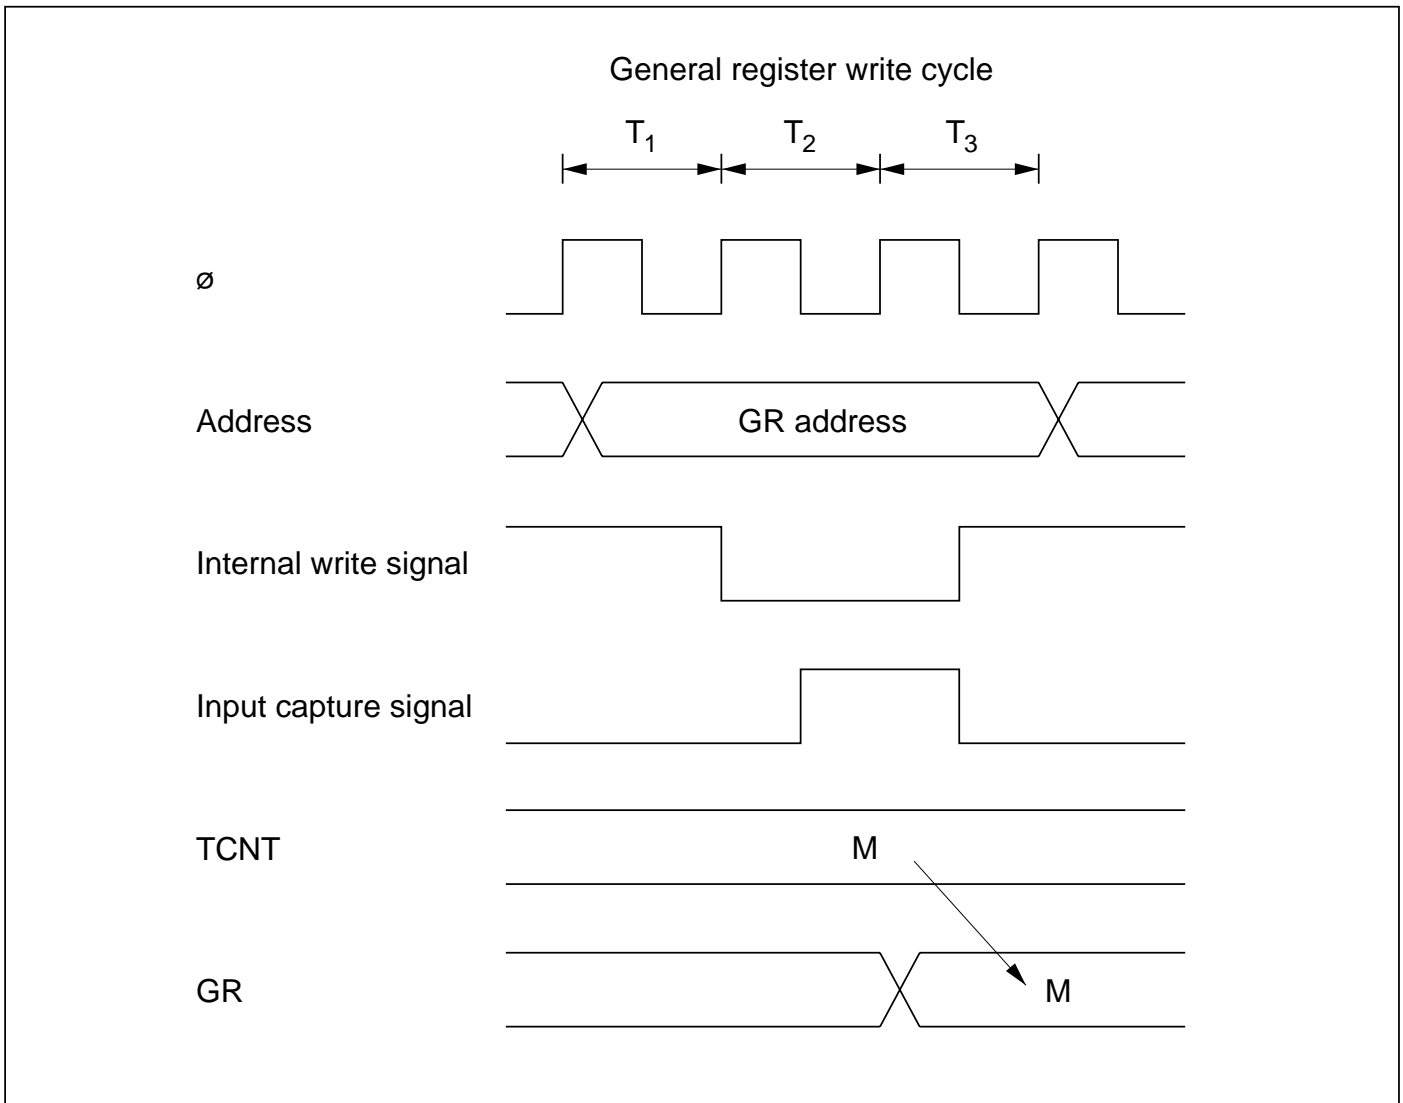 General register write cycle
T1 T2 T3
ø
Address GR address
Internal write signal
Input capture signal
TCNT M
GR M